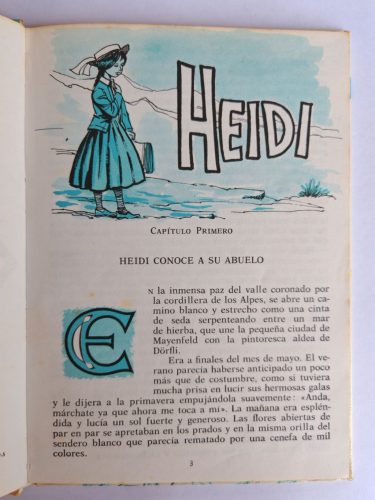 HEIDI
CAPÍTULO PRIMERO
HEIDI CONOCE A SU ABUELO
EN la inmensa paz del valle coronado por
la cordillera de los Alpes, se abre un ca-
mino blanco y estrecho como una cinta
de seda serpenteando entre un mar
de hierba, que une la pequeña ciudad de
Mayenfeld con la pintoresca aldea de
Dörfli.
Era a finales del mes de mayo. El ve-
rano parecía haberse anticipado un poco
más que de costumbre, como si tuviera
mucha prisa en lucir sus hermosas galas
y le dijera a la primavera empujándola suavemente: «Anda,
márchate ya que ahora me toca a mí». La mañana era esplén-
dida y lucía un sol fuerte y generoso. Las flores abiertas de
par en par se apretaban en los prados y en la misma orilla del
sendero blanco que parecía rematado por una cenefa de mil
colores.
3